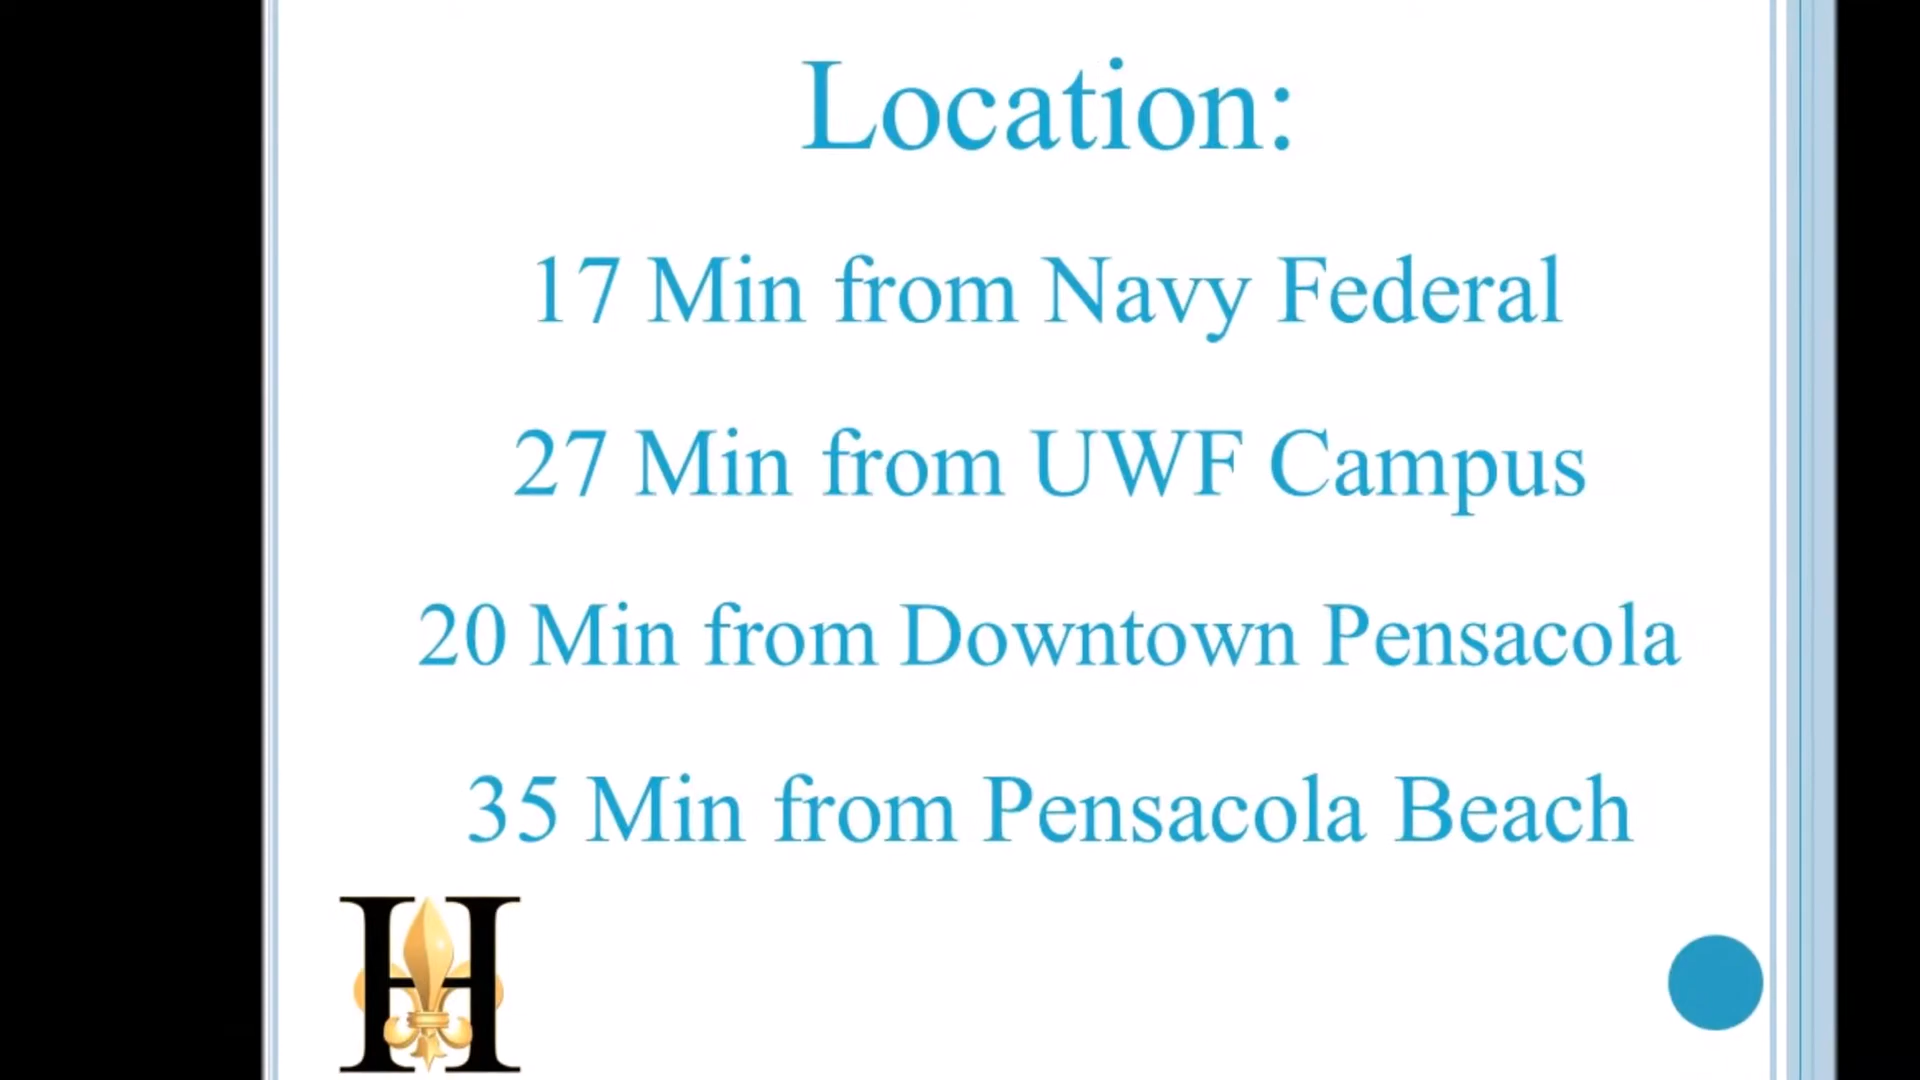 Location:
17 Min from Navy Federal
27 Min from UWF Campus
20 Min from Downtown Pensacola
35 Min from Pensacola Beach
H